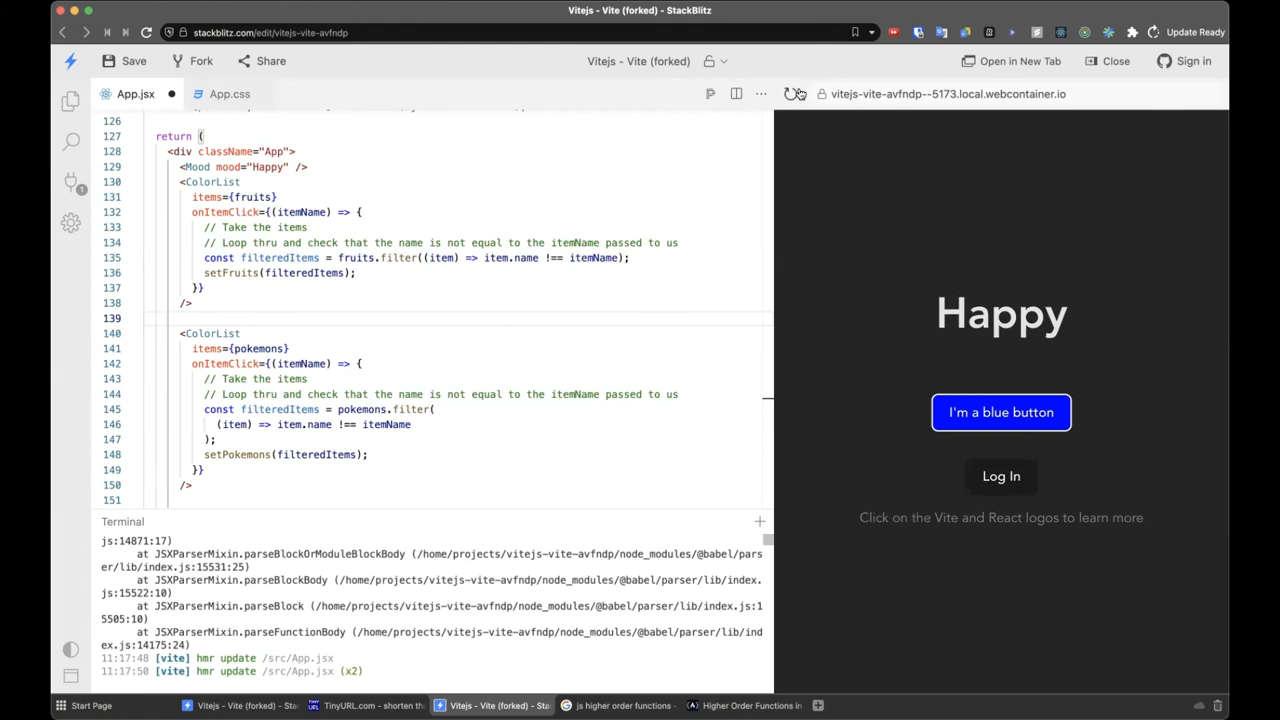 Vitejs - Vite (forked) - StackBlitz
stackblitz.com/edit/vitejs-vite-avfndp
Update Ready
Save
Fork
Share
Vitejs - Vite (forked)
Open in New Tab
Close
Sign in
App.jsx
App.css
vitejs-vite-avfndp--5173.local.webcontainer.io
126
127 return (
128 <div className="App">
129 <Mood mood="Happy" />
130 <ColorList
131 items={fruits}
132 onItemClick={(itemName) => {
133 // Take the items
134 // Loop thru and check that the name is not equal to the itemName passed to us
135 const filteredItems = fruits.filter((item) => item.name !== itemName);
136 setFruits(filteredItems);
137 }}
138 />
139
140 <ColorList
141 items={pokemons}
142 onItemClick={(itemName) => {
143 // Take the items
144 // Loop thru and check that the name is not equal to the itemName passed to us
145 const filteredItems = pokemons.filter(
146 (item) => item.name !== itemName
147 );
148 setPokemons(filteredItems);
149 }}
150 />
151
1
Happy
I'm a blue button
Log In
Click on the Vite and React logos to learn more
Terminal
js:14871:17)
at JSXParserMixin.parseBlockOrModuleBlockBody (/home/projects/vitejs-vite-avfndp/node_modules/@babel/pars
er/lib/index.js:15531:25)
at JSXParserMixin.parseBlockBody (/home/projects/vitejs-vite-avfndp/node_modules/@babel/parser/lib/index.
js:15522:10)
at JSXParserMixin.parseBlock (/home/projects/vitejs-vite-avfndp/node_modules/@babel/parser/lib/index.js:1
5505:10)
at JSXParserMixin.parseFunctionBody (/home/projects/vitejs-vite-avfndp/node_modules/@babel/parser/lib/ind
ex.js:14175:24)
11:17:48 [vite] hmr update /src/App.jsx
11:17:50 [vite] hmr update /src/App.jsx (x2)
Start Page
Vitejs - Vite (forked) - Sta
TinyURL.com - shorten th
Vitejs - Vite (forked) - Sta
js higher order functions -
Higher Order Functions in